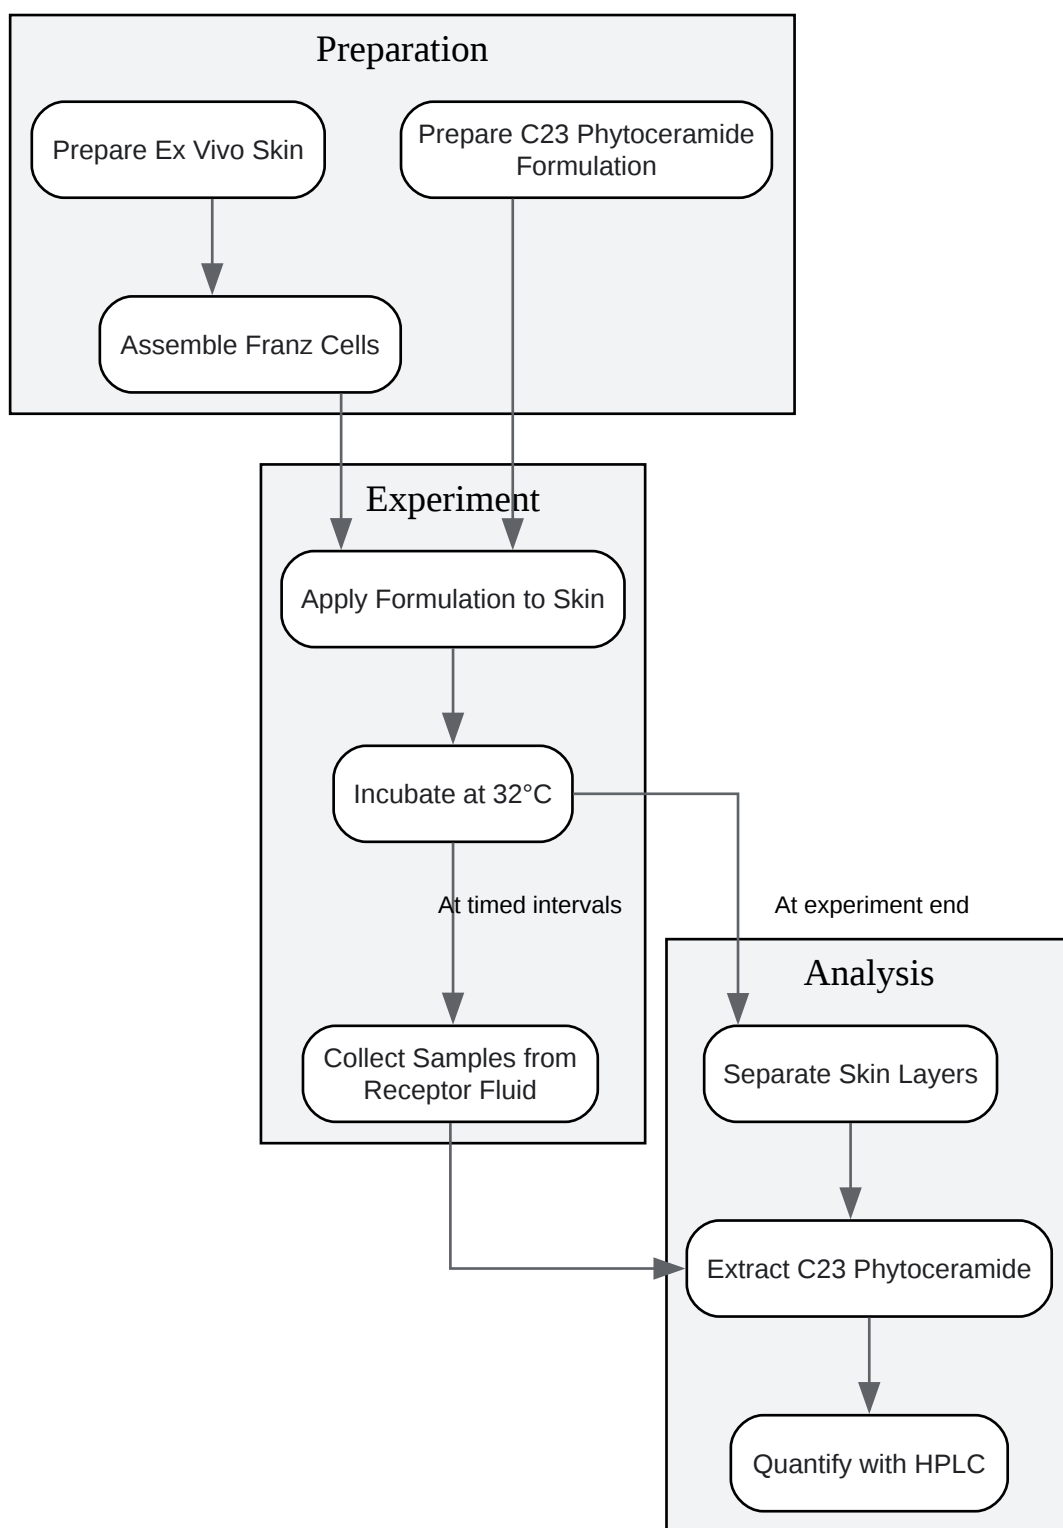 Preparation
Prepare Ex Vivo Skin
Prepare C23 Phytoceramide
Formulation
Assemble Franz Cells
Experiment
Apply Formulation to Skin
Incubate at 32°C
At timed intervals
At experiment end
Analysis
Collect Samples from
Receptor Fluid
Separate Skin Layers
Extract C23 Phytoceramide
Quantify with HPLC